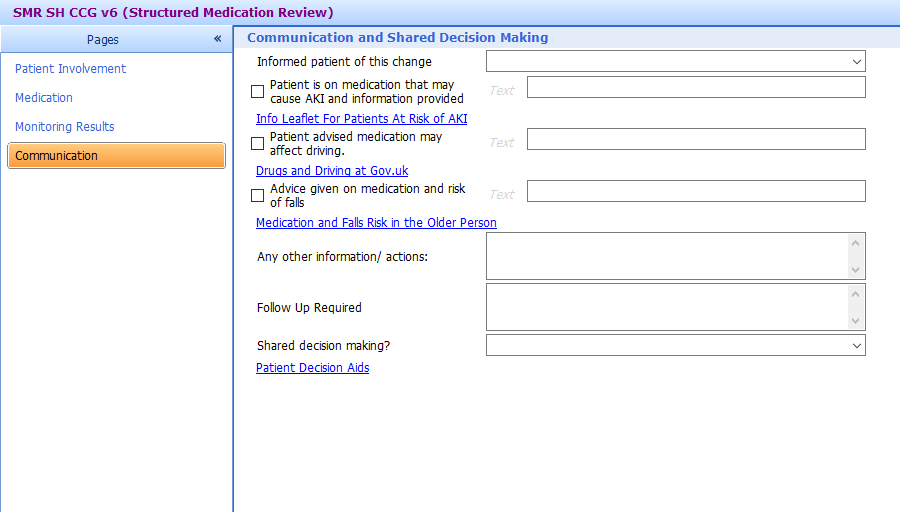 SMR SH CCG v6 (Structured Medication Review)
Pages «
Patient Involvement
Medication
Monitoring Results
Communication
Communication and Shared Decision Making
Informed patient of this change
Patient is on medication that may
cause AKI and information provided
Text
Info Leaflet For Patients At Risk of AKI
Patient advised medication may
affect driving.
Text
Drugs and Driving at Gov.uk
Advice given on medication and risk
of falls
Text
Medication and Falls Risk in the Older Person
Any other information/ actions:
Follow Up Required
Shared decision making?
Patient Decision Aids